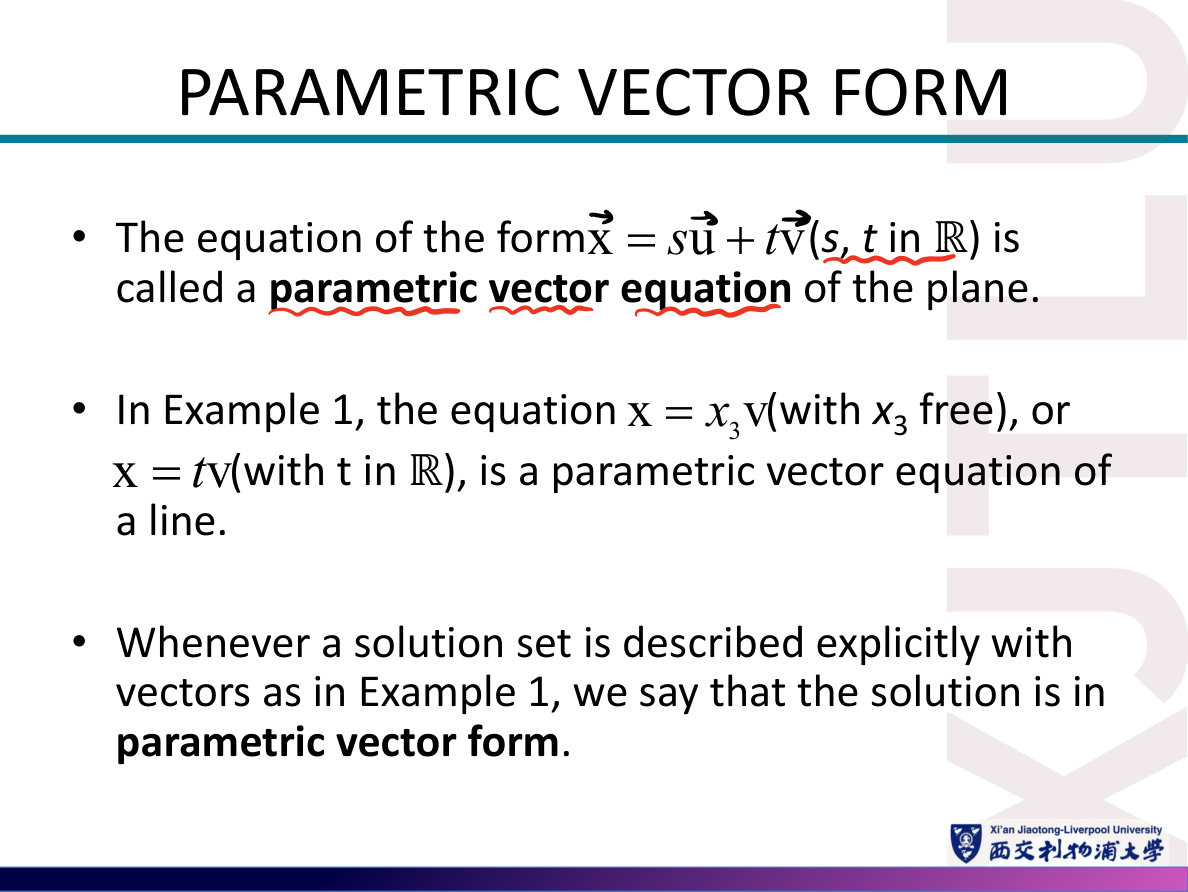 PARAMETRIC VECTOR FORM
• The equation of the form x⃗ = su⃗ + tv⃗ (s, t in ℝ) is
called a parametric vector equation of the plane.
• In Example 1, the equation x = x₃v (with x₃ free), or
x = tv (with t in ℝ), is a parametric vector equation of
a line.
• Whenever a solution set is described explicitly with
vectors as in Example 1, we say that the solution is in
parametric vector form.
Xi'an Jiaotong-Liverpool University
西交利物浦大学
XJTLU